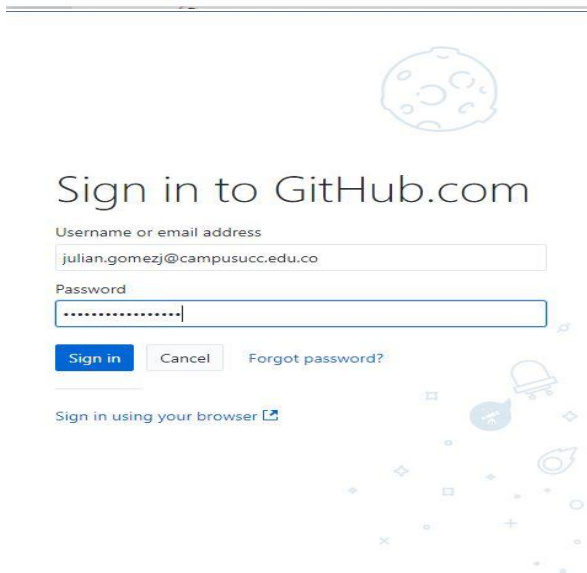 Sign in to GitHub.com
Username or email address
julian.gomezj@campusucc.edu.co
Password
•••••••••••••••••
Sign in Cancel Forgot password?
Sign in using your browser